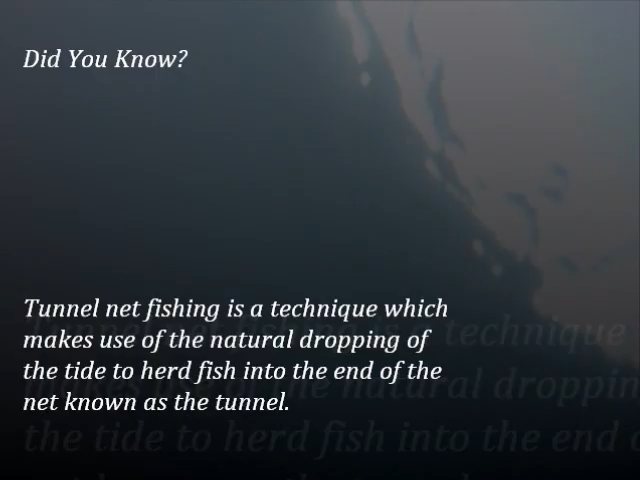 Did You Know?
Tunnel net fishing is a technique which
makes use of the natural dropping of
the tide to herd fish into the end of the
net known as the tunnel.